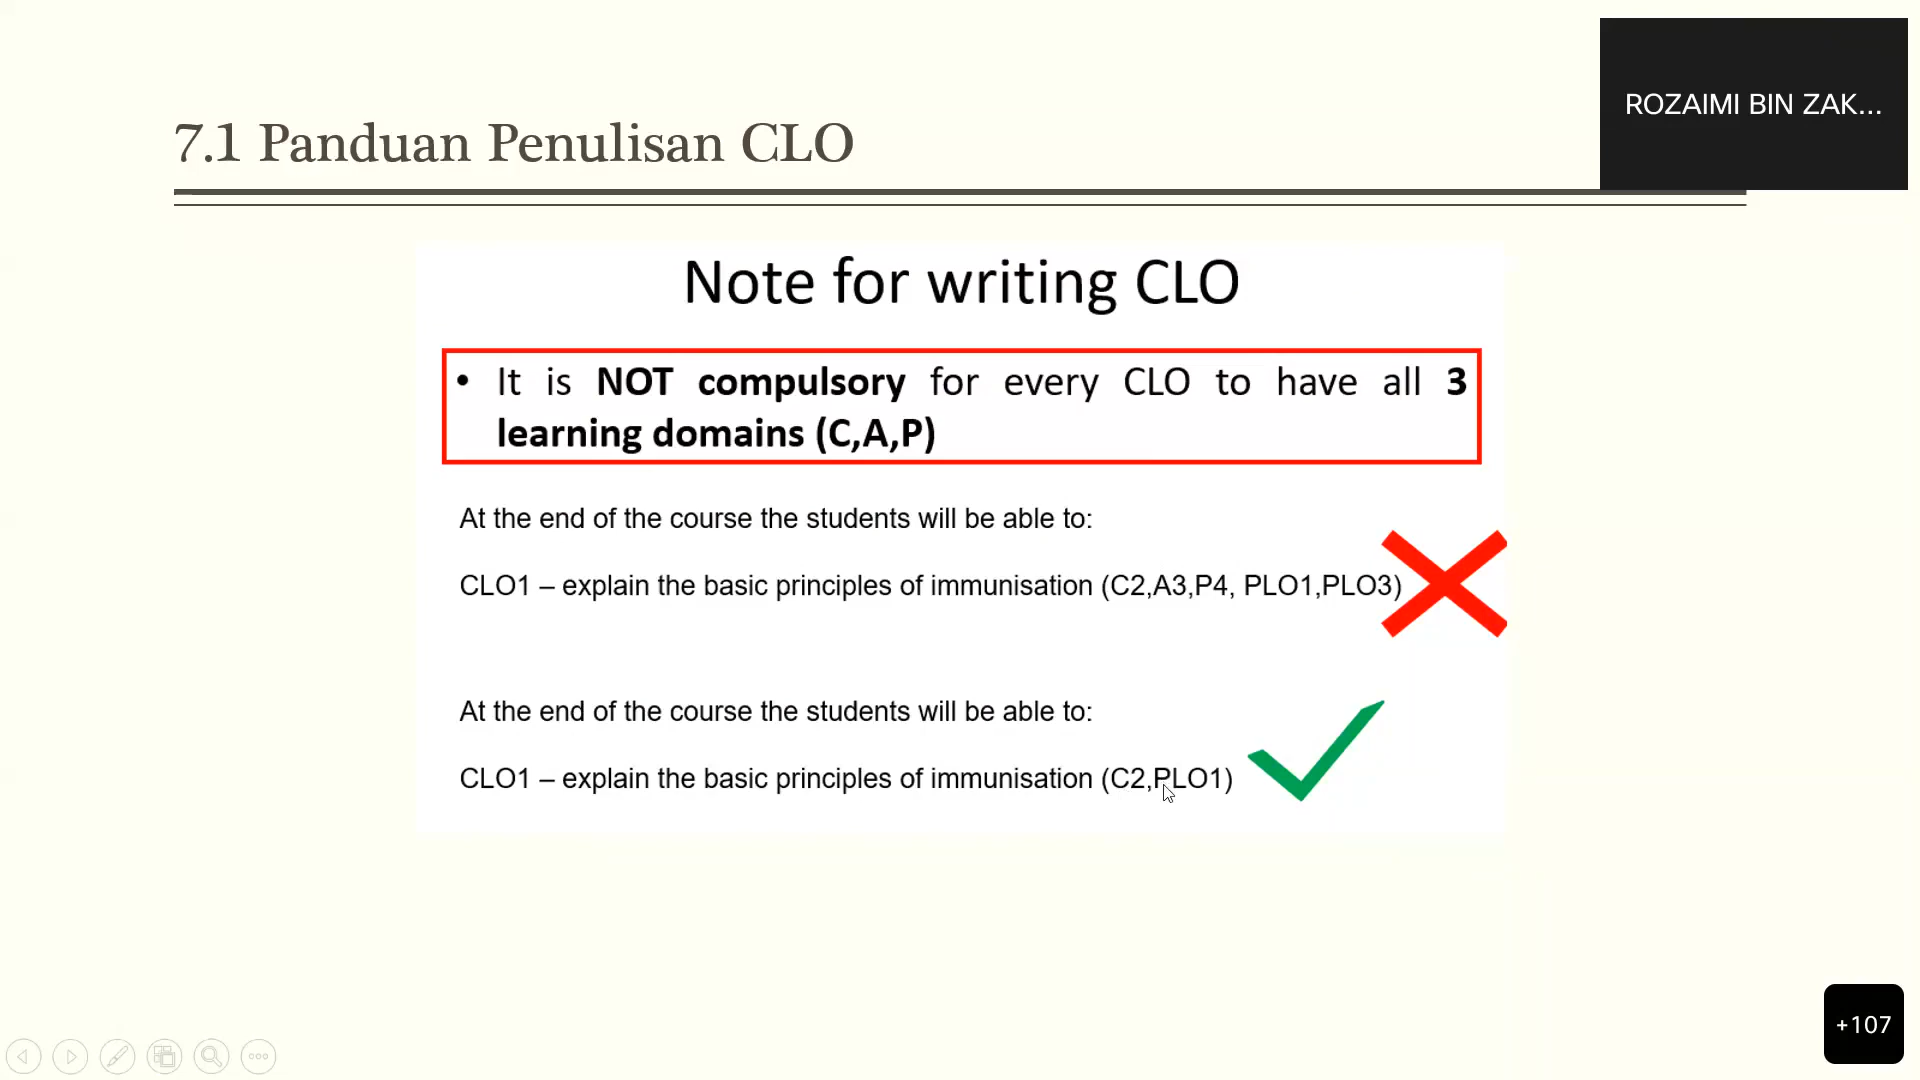 ROZAIMI BIN ZAK...
7.1 Panduan Penulisan CLO
Note for writing CLO
• It is NOT compulsory for every CLO to have all 3
learning domains (C,A,P)
At the end of the course the students will be able to:
CLO1 – explain the basic principles of immunisation (C2,A3,P4, PLO1,PLO3)
At the end of the course the students will be able to:
CLO1 – explain the basic principles of immunisation (C2,PLO1)
+107